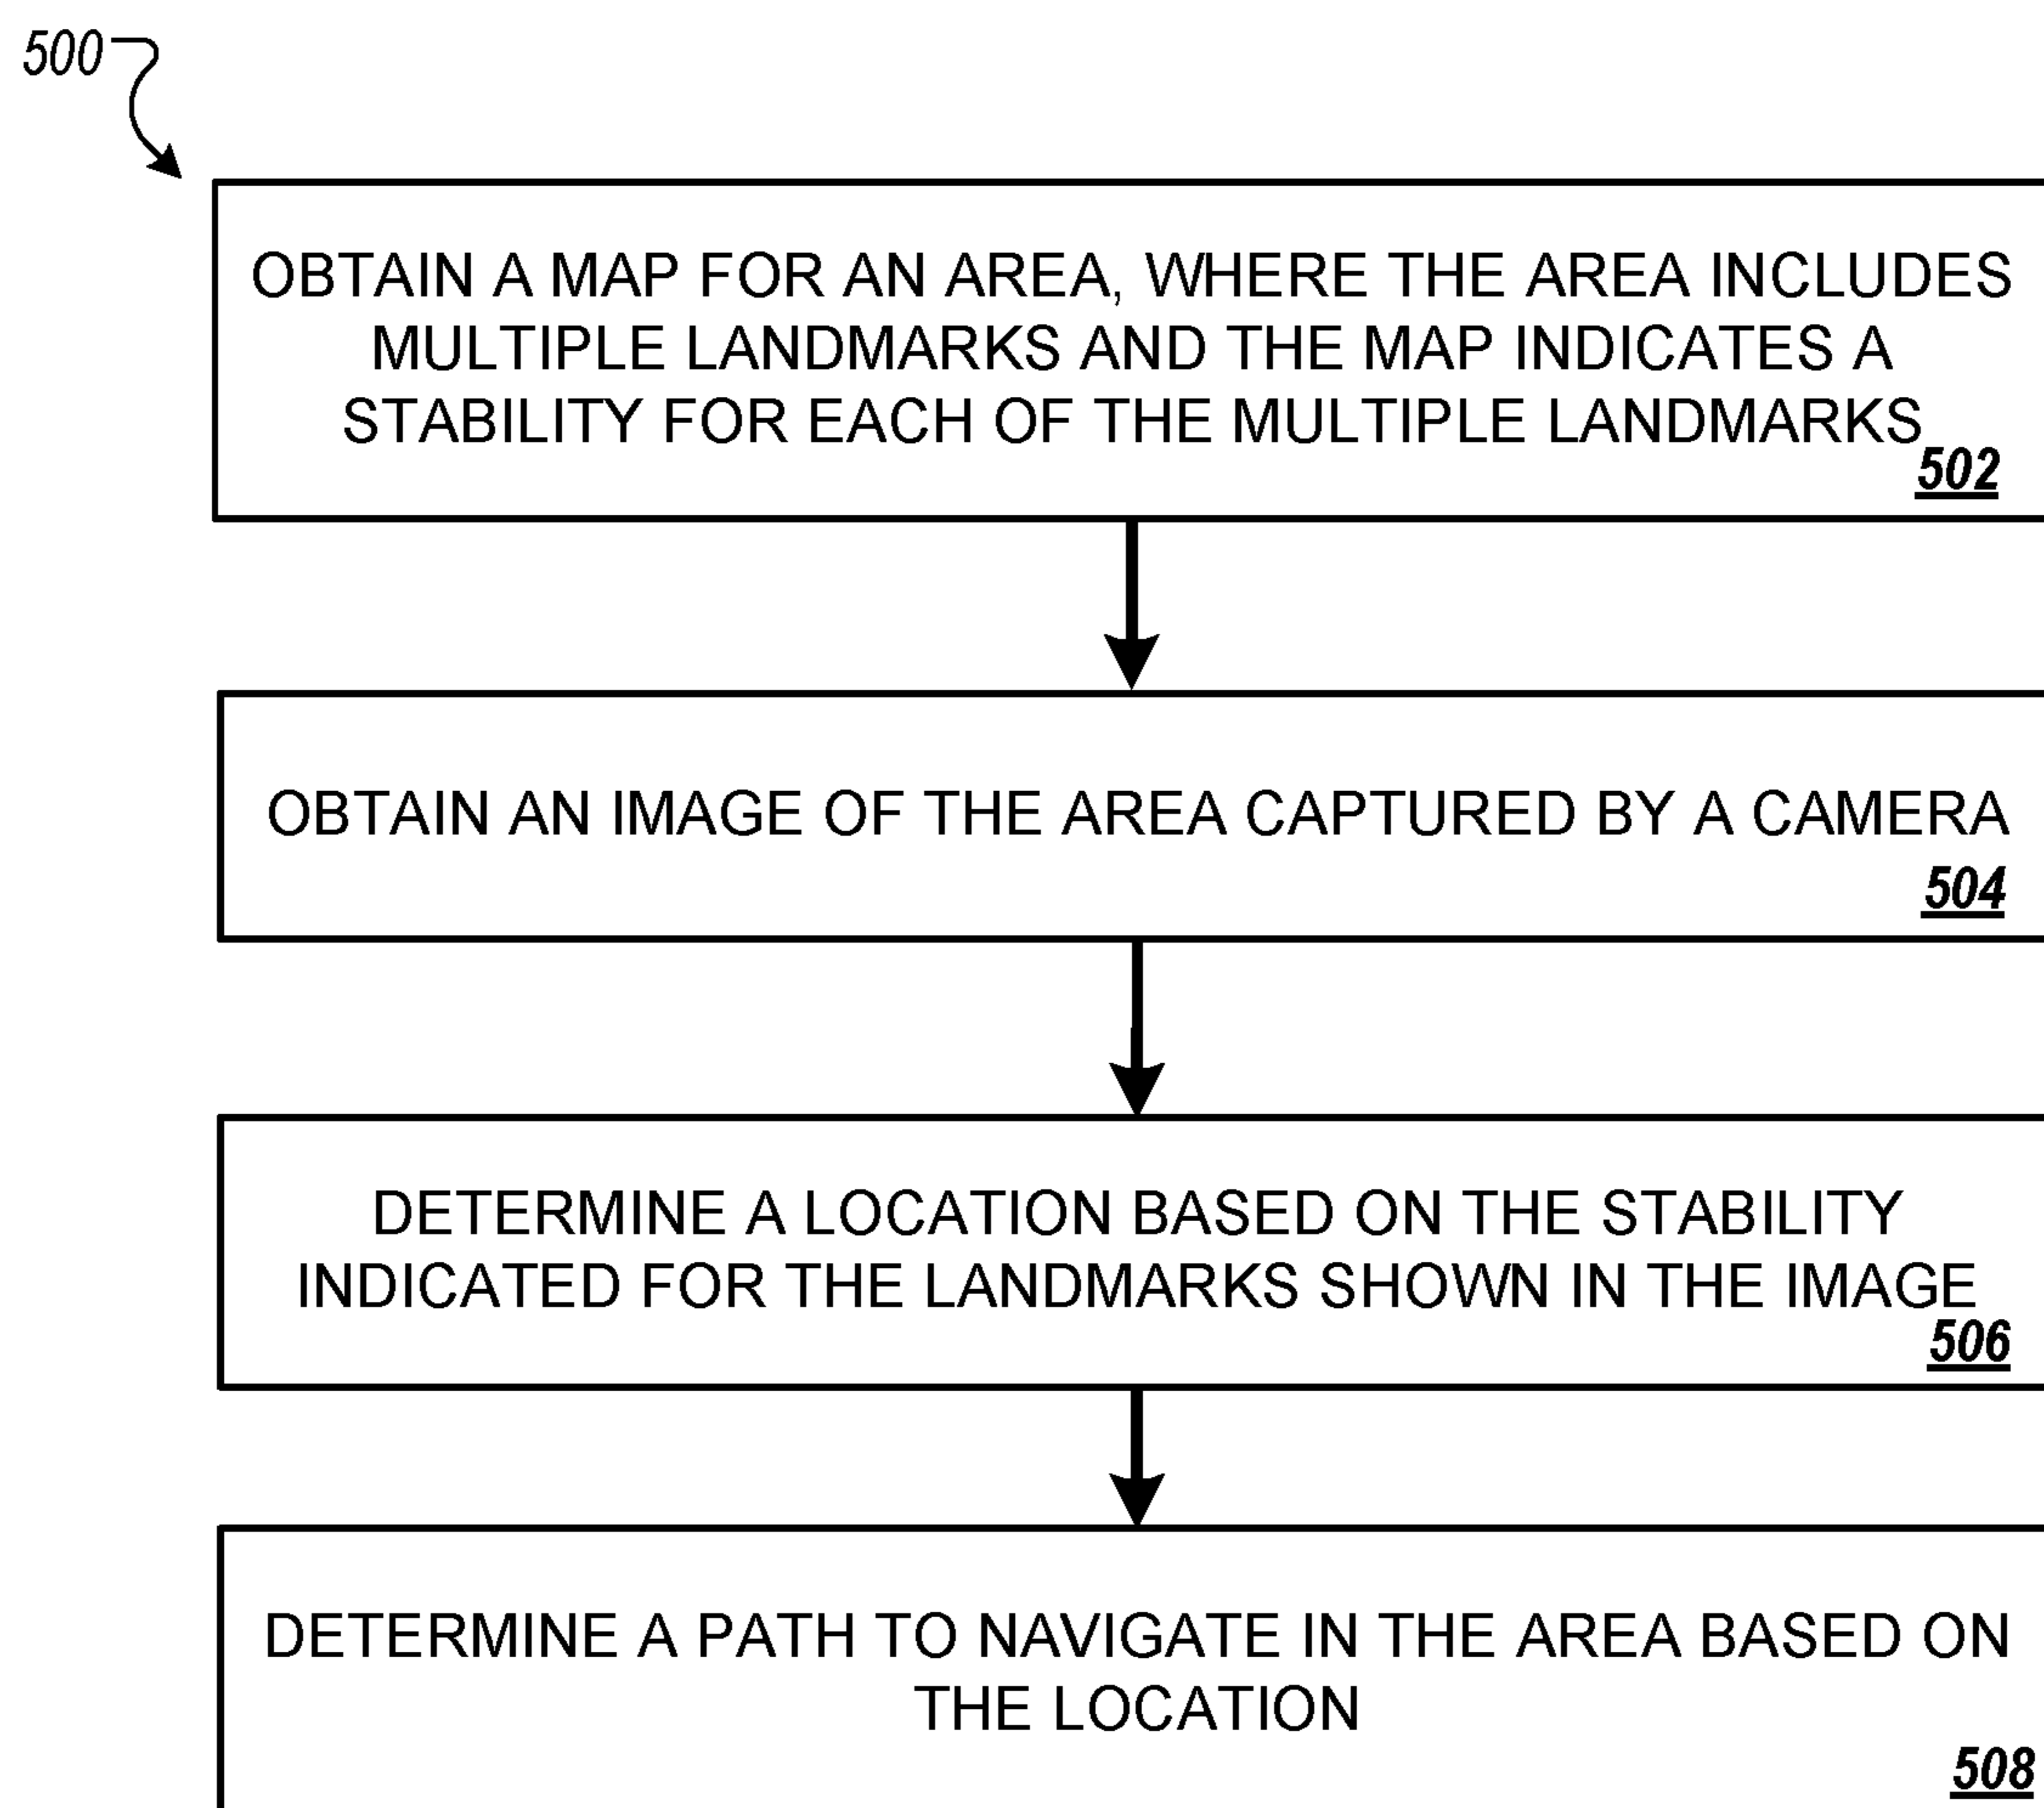 500
OBTAIN A MAP FOR AN AREA, WHERE THE AREA INCLUDES
MULTIPLE LANDMARKS AND THE MAP INDICATES A
STABILITY FOR EACH OF THE MULTIPLE LANDMARKS
502
OBTAIN AN IMAGE OF THE AREA CAPTURED BY A CAMERA
504
DETERMINE A LOCATION BASED ON THE STABILITY
INDICATED FOR THE LANDMARKS SHOWN IN THE IMAGE
506
DETERMINE A PATH TO NAVIGATE IN THE AREA BASED ON
THE LOCATION
508